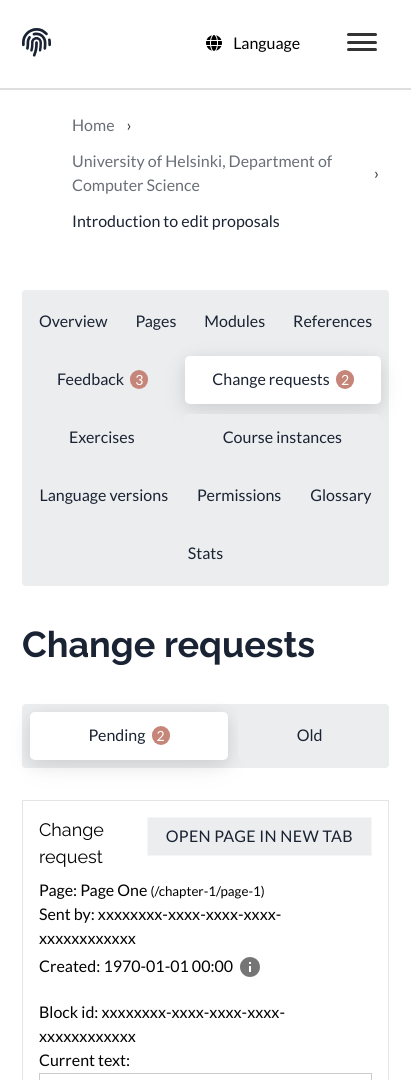 Language
Home ›
University of Helsinki, Department of
Computer Science ›
Introduction to edit proposals
Overview Pages Modules References
Feedback 3 Change requests 2
Exercises Course instances
Language versions Permissions Glossary
Stats
Change requests
Pending 2 Old
Change
request
OPEN PAGE IN NEW TAB
Page: Page One (/chapter-1/page-1)
Sent by: xxxxxxxx-xxxx-xxxx-xxxx-
xxxxxxxxxxxx
Created: 1970-01-01 00:00
Block id: xxxxxxxx-xxxx-xxxx-xxxx-
xxxxxxxxxxxx
Current text: